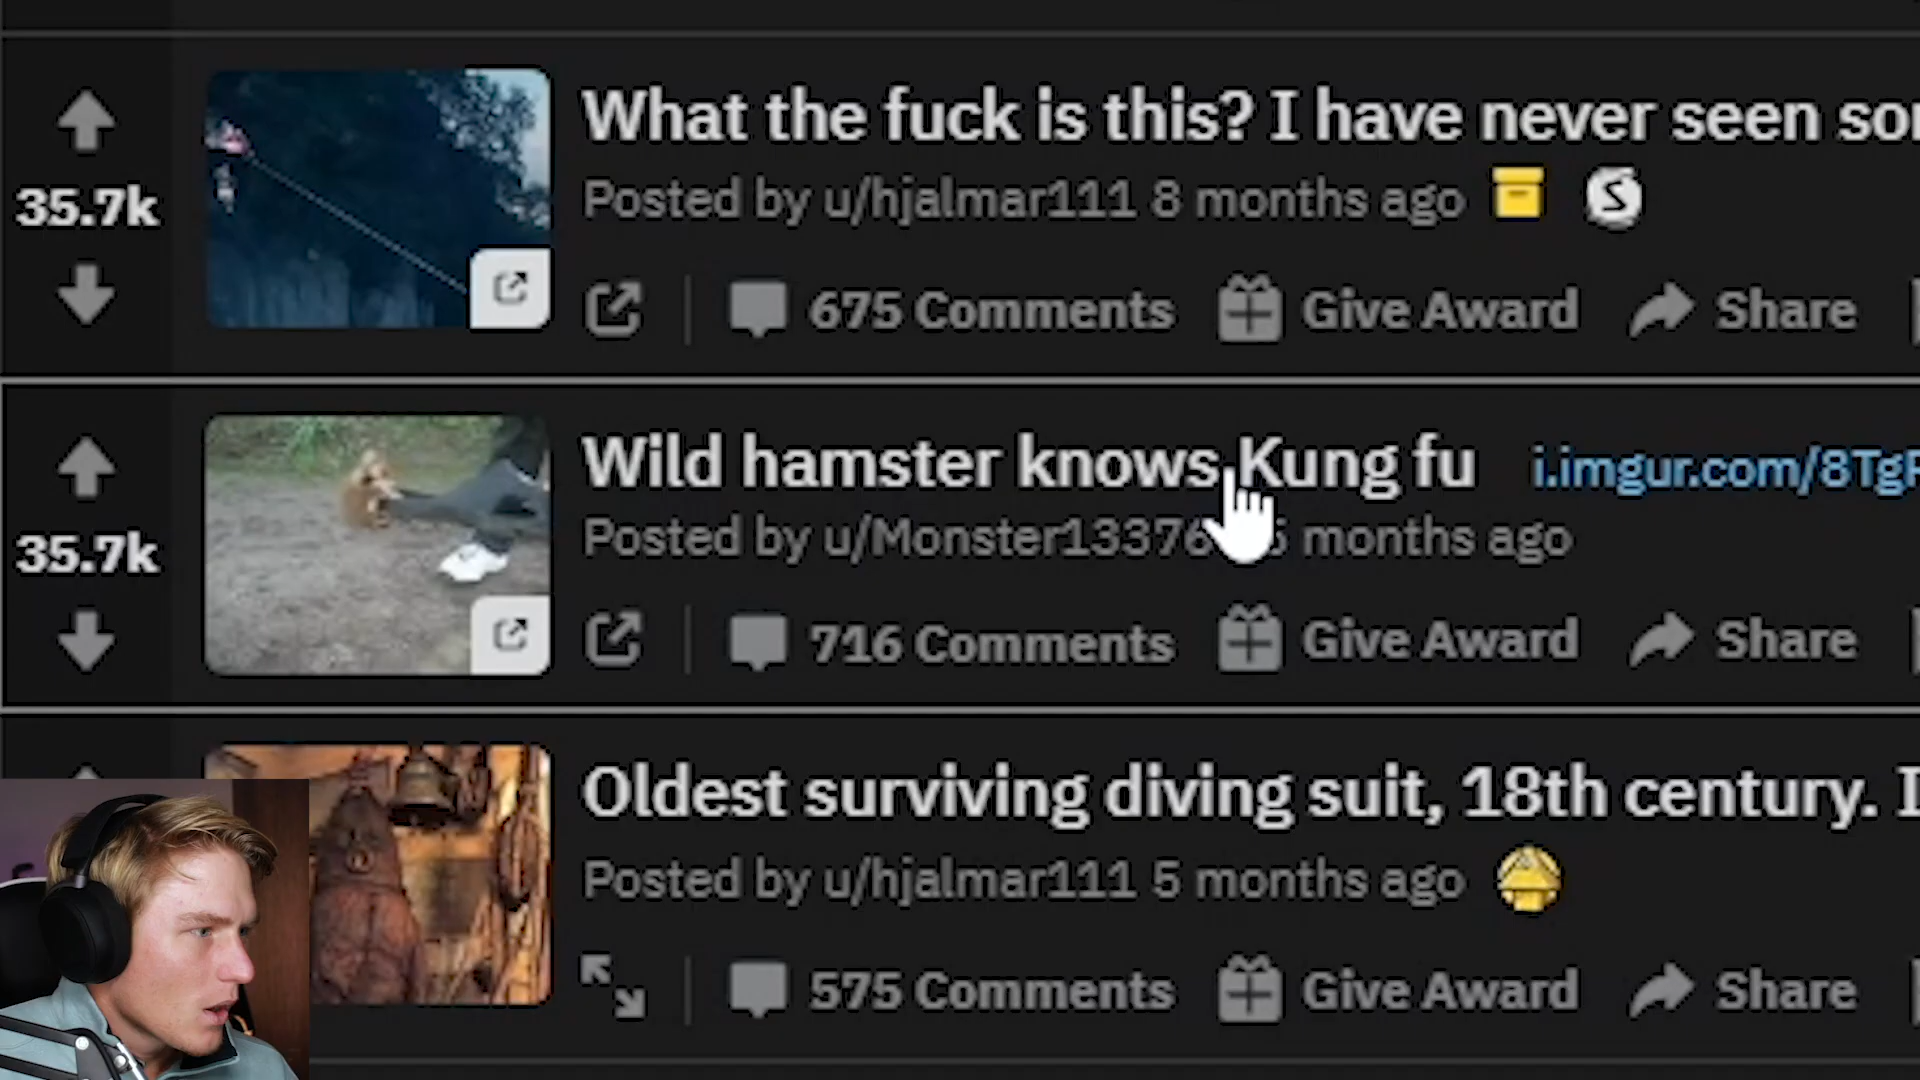 What the fuck is this? I have never seen
35.7k
Posted by u/hjalmar111 8 months ago
675 Comments Give Award Share
Wild hamster knows Kung fu i.imgur.com/8Tg
35.7k
Posted by u/Monster13376 months ago
716 Comments Give Award Share
Oldest surviving diving suit, 18th century.
Posted by u/hjalmar111 5 months ago
575 Comments Give Award Share